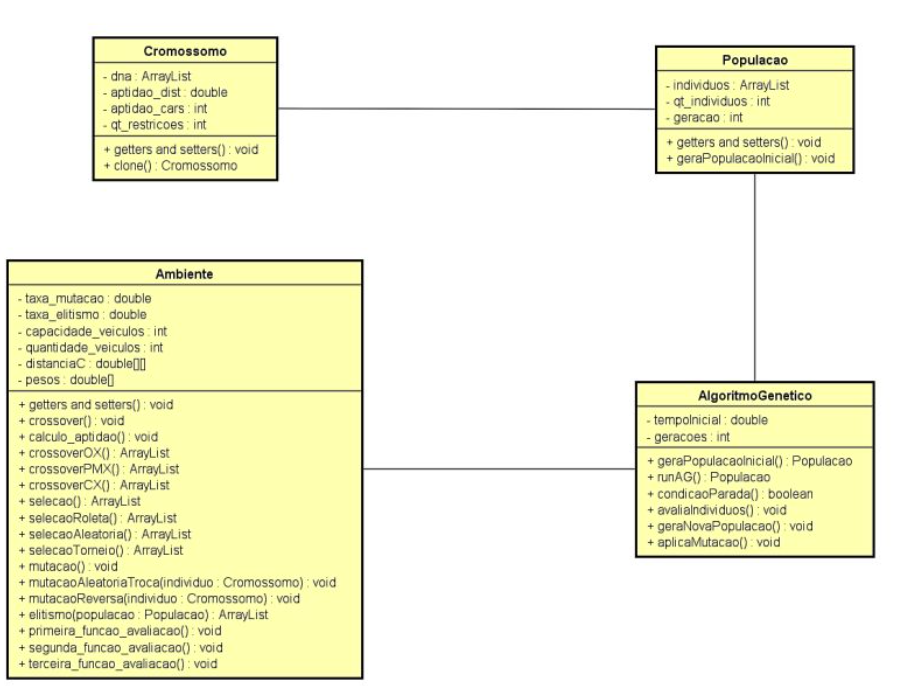 Cromossomo
- dna : ArrayList
- aptidao_dist : double
- aptidao_cars : int
- qt_restricoes : int
+ getters and setters() : void
+ clone() : Cromossomo
Populacao
- individuos : ArrayList
- qt_individuos : int
- geracao : int
+ getters and setters() : void
+ geraPopulacaoInicial() : void
Ambiente
- taxa_mutacao : double
- taxa_elitismo : double
- capacidade_veiculos : int
- quantidade_veiculos : int
- distanciaC : double[][]
- pesos : double[]
+ getters and setters() : void
+ crossover() : void
+ calculo_aptidao() : void
+ crossoverOX() : ArrayList
+ crossoverPMX() : ArrayList
+ crossoverCX() : ArrayList
+ selecao() : ArrayList
+ selecaoRoleta() : ArrayList
+ selecaoAleatoria() : ArrayList
+ selecaoTorneio() : ArrayList
+ mutacao() : void
+ mutacaoAleatoriaTroca(individuo : Cromossomo) : void
+ mutacaoReversa(individuo : Cromossomo) : void
+ elitismo(populacao : Populacao) : ArrayList
+ primeira_funcao_avaliacao() : void
+ segunda_funcao_avaliacao() : void
+ terceira_funcao_avaliacao() : void
AlgoritmoGenetico
- tempoInicial : double
- geracoes : int
+ geraPopulacaoInicial() : Populacao
+ runAG() : Populacao
+ condicaoParada() : boolean
+ avaliaIndividuos() : void
+ geraNovaPopulacao() : void
+ aplicaMutacao() : void